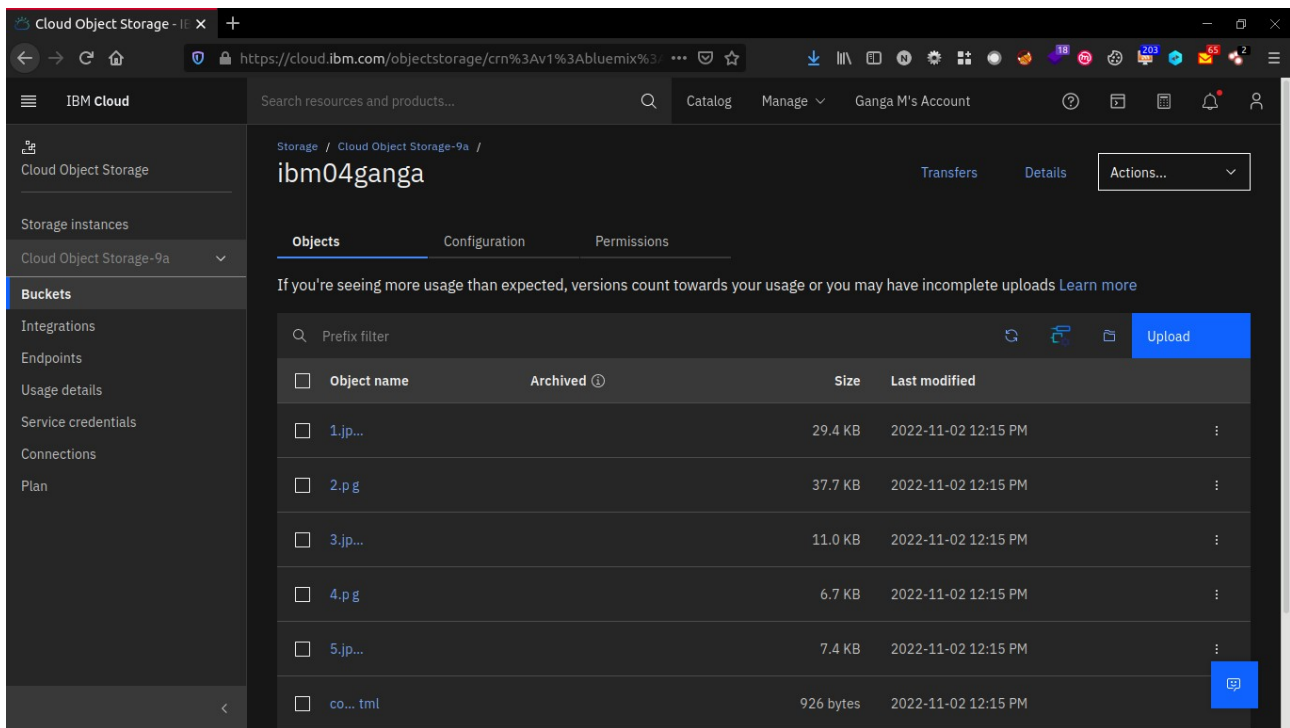 Cloud Object Storage - IE
https://cloud.ibm.com/objectstorage/crn%3Av1%3Abluemix%3A
18
203
65
2
IBM Cloud
Search resources and products...
Catalog
Manage
Ganga M's Account
Cloud Object Storage
Storage instances
Cloud Object Storage-9a
Buckets
Integrations
Endpoints
Usage details
Service credentials
Connections
Plan
Storage / Cloud Object Storage-9a /
ibm04ganga
Transfers
Details
Actions...
Objects
Configuration
Permissions
If you're seeing more usage than expected, versions count towards your usage or you may have incomplete uploads Learn more
Prefix filter
Upload
Object name Archived Size Last modified
1.jp... 29.4 KB 2022-11-02 12:15 PM
2.p g 37.7 KB 2022-11-02 12:15 PM
3.jp... 11.0 KB 2022-11-02 12:15 PM
4.p g 6.7 KB 2022-11-02 12:15 PM
5.jp... 7.4 KB 2022-11-02 12:15 PM
co... tml 926 bytes 2022-11-02 12:15 PM